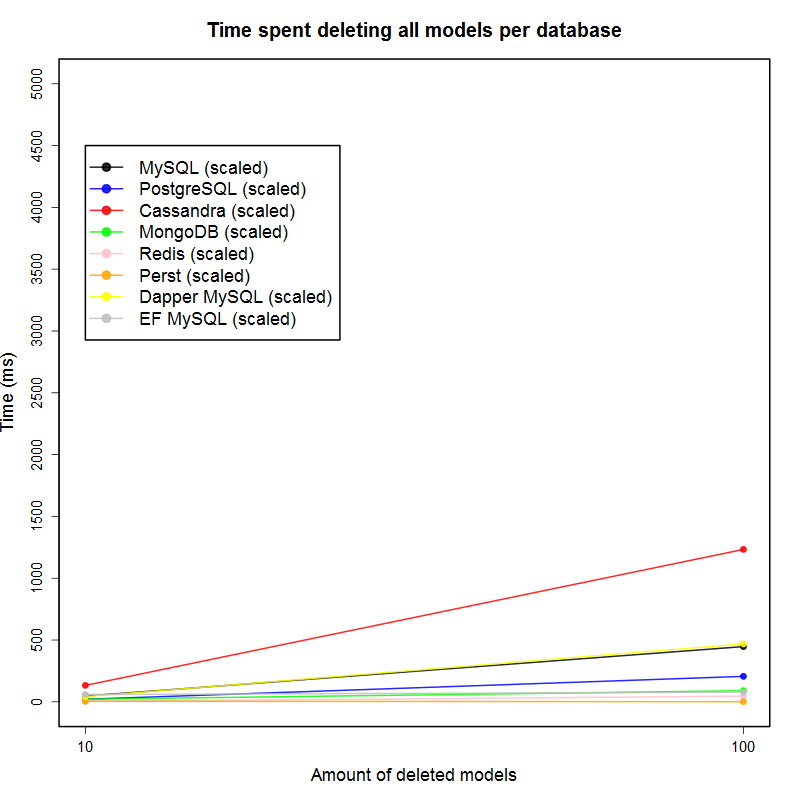 Time spent deleting all models per database
5000
4500
4000
3500
3000
2500
2000
1500
1000
500
0
Time (ms)
MySQL (scaled)
PostgreSQL (scaled)
Cassandra (scaled)
MongoDB (scaled)
Redis (scaled)
Perst (scaled)
Dapper MySQL (scaled)
EF MySQL (scaled)
10
100
Amount of deleted models